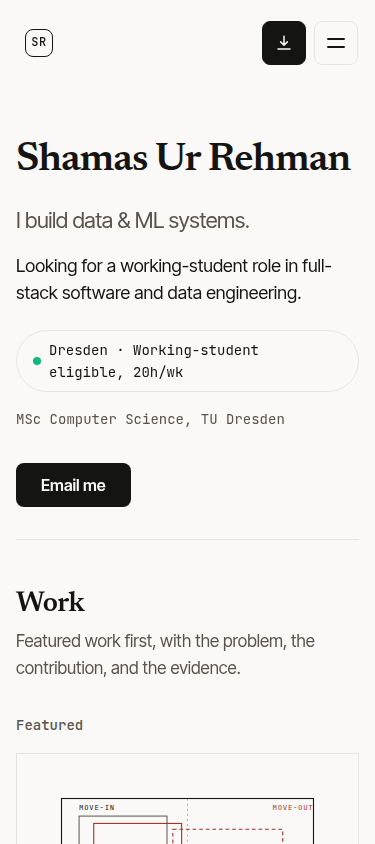 SR
Shamas Ur Rehman
I build data & ML systems.
Looking for a working-student role in full-
stack software and data engineering.
Dresden · Working-student
eligible, 20h/wk
MSc Computer Science, TU Dresden
Email me
Work
Featured work first, with the problem, the
contribution, and the evidence.
Featured
MOVE-IN MOVE-OUT